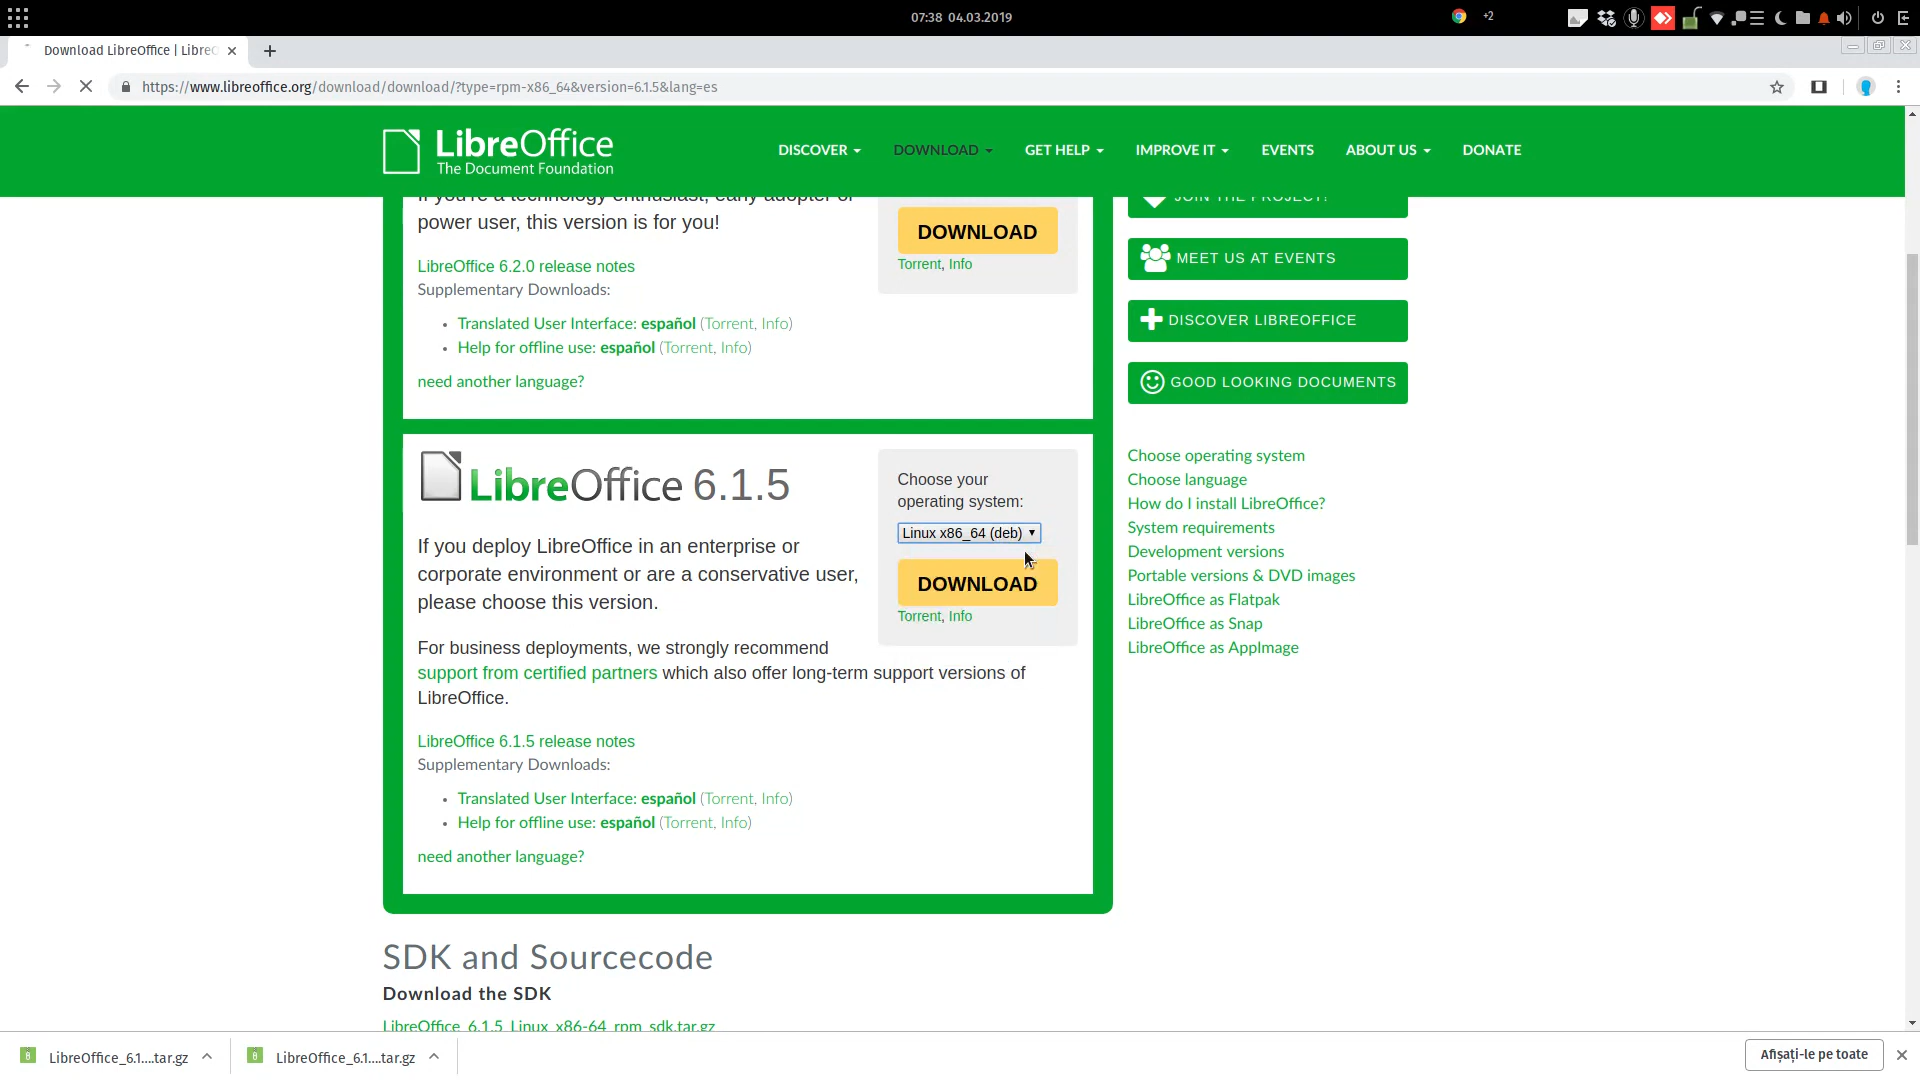 07:38 04.03.2019
+2
Download LibreOffice | LibreO
https://www.libreoffice.org/download/download/?type=rpm-x86_64&version=6.1.5&lang=es
LibreOffice
The Document Foundation
DISCOVER
DOWNLOAD
GET HELP
IMPROVE IT
EVENTS
ABOUT US
DONATE
If you're a technology enthusiast, early adopter or
power user, this version is for you!
LibreOffice 6.2.0 release notes
Supplementary Downloads:
• Translated User Interface: español (Torrent, Info)
• Help for offline use: español (Torrent, Info)
need another language?
DOWNLOAD
Torrent, Info
LibreOffice 6.1.5
If you deploy LibreOffice in an enterprise or
corporate environment or are a conservative user,
please choose this version.
For business deployments, we strongly recommend
support from certified partners which also offer long-term support versions of
LibreOffice.
LibreOffice 6.1.5 release notes
Supplementary Downloads:
• Translated User Interface: español (Torrent, Info)
• Help for offline use: español (Torrent, Info)
need another language?
Choose your
operating system:
Linux x86_64 (deb)
DOWNLOAD
Torrent, Info
JOIN THE PROJECT!
MEET US AT EVENTS
DISCOVER LIBREOFFICE
GOOD LOOKING DOCUMENTS
Choose operating system
Choose language
How do I install LibreOffice?
System requirements
Development versions
Portable versions & DVD images
LibreOffice as Flatpak
LibreOffice as Snap
LibreOffice as AppImage
SDK and Sourcecode
Download the SDK
LibreOffice_6.1.5_Linux_x86-64_rpm_sdk.tar.gz
LibreOffice_6.1....tar.gz
LibreOffice_6.1....tar.gz
Afișați-le pe toate